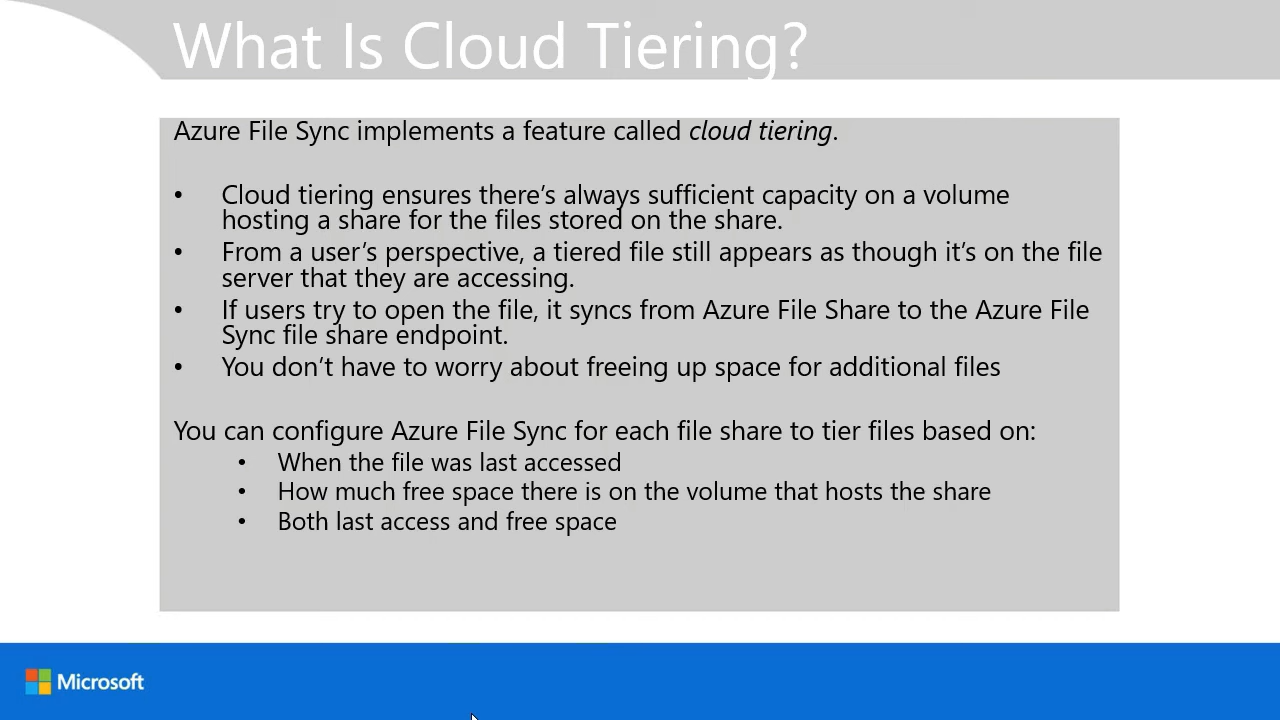 What Is Cloud Tiering?
Azure File Sync implements a feature called cloud tiering.
• Cloud tiering ensures there’s always sufficient capacity on a volume
hosting a share for the files stored on the share.
• From a user’s perspective, a tiered file still appears as though it’s on the file
server that they are accessing.
• If users try to open the file, it syncs from Azure File Share to the Azure File
Sync file share endpoint.
• You don’t have to worry about freeing up space for additional files
You can configure Azure File Sync for each file share to tier files based on:
• When the file was last accessed
• How much free space there is on the volume that hosts the share
• Both last access and free space
Microsoft